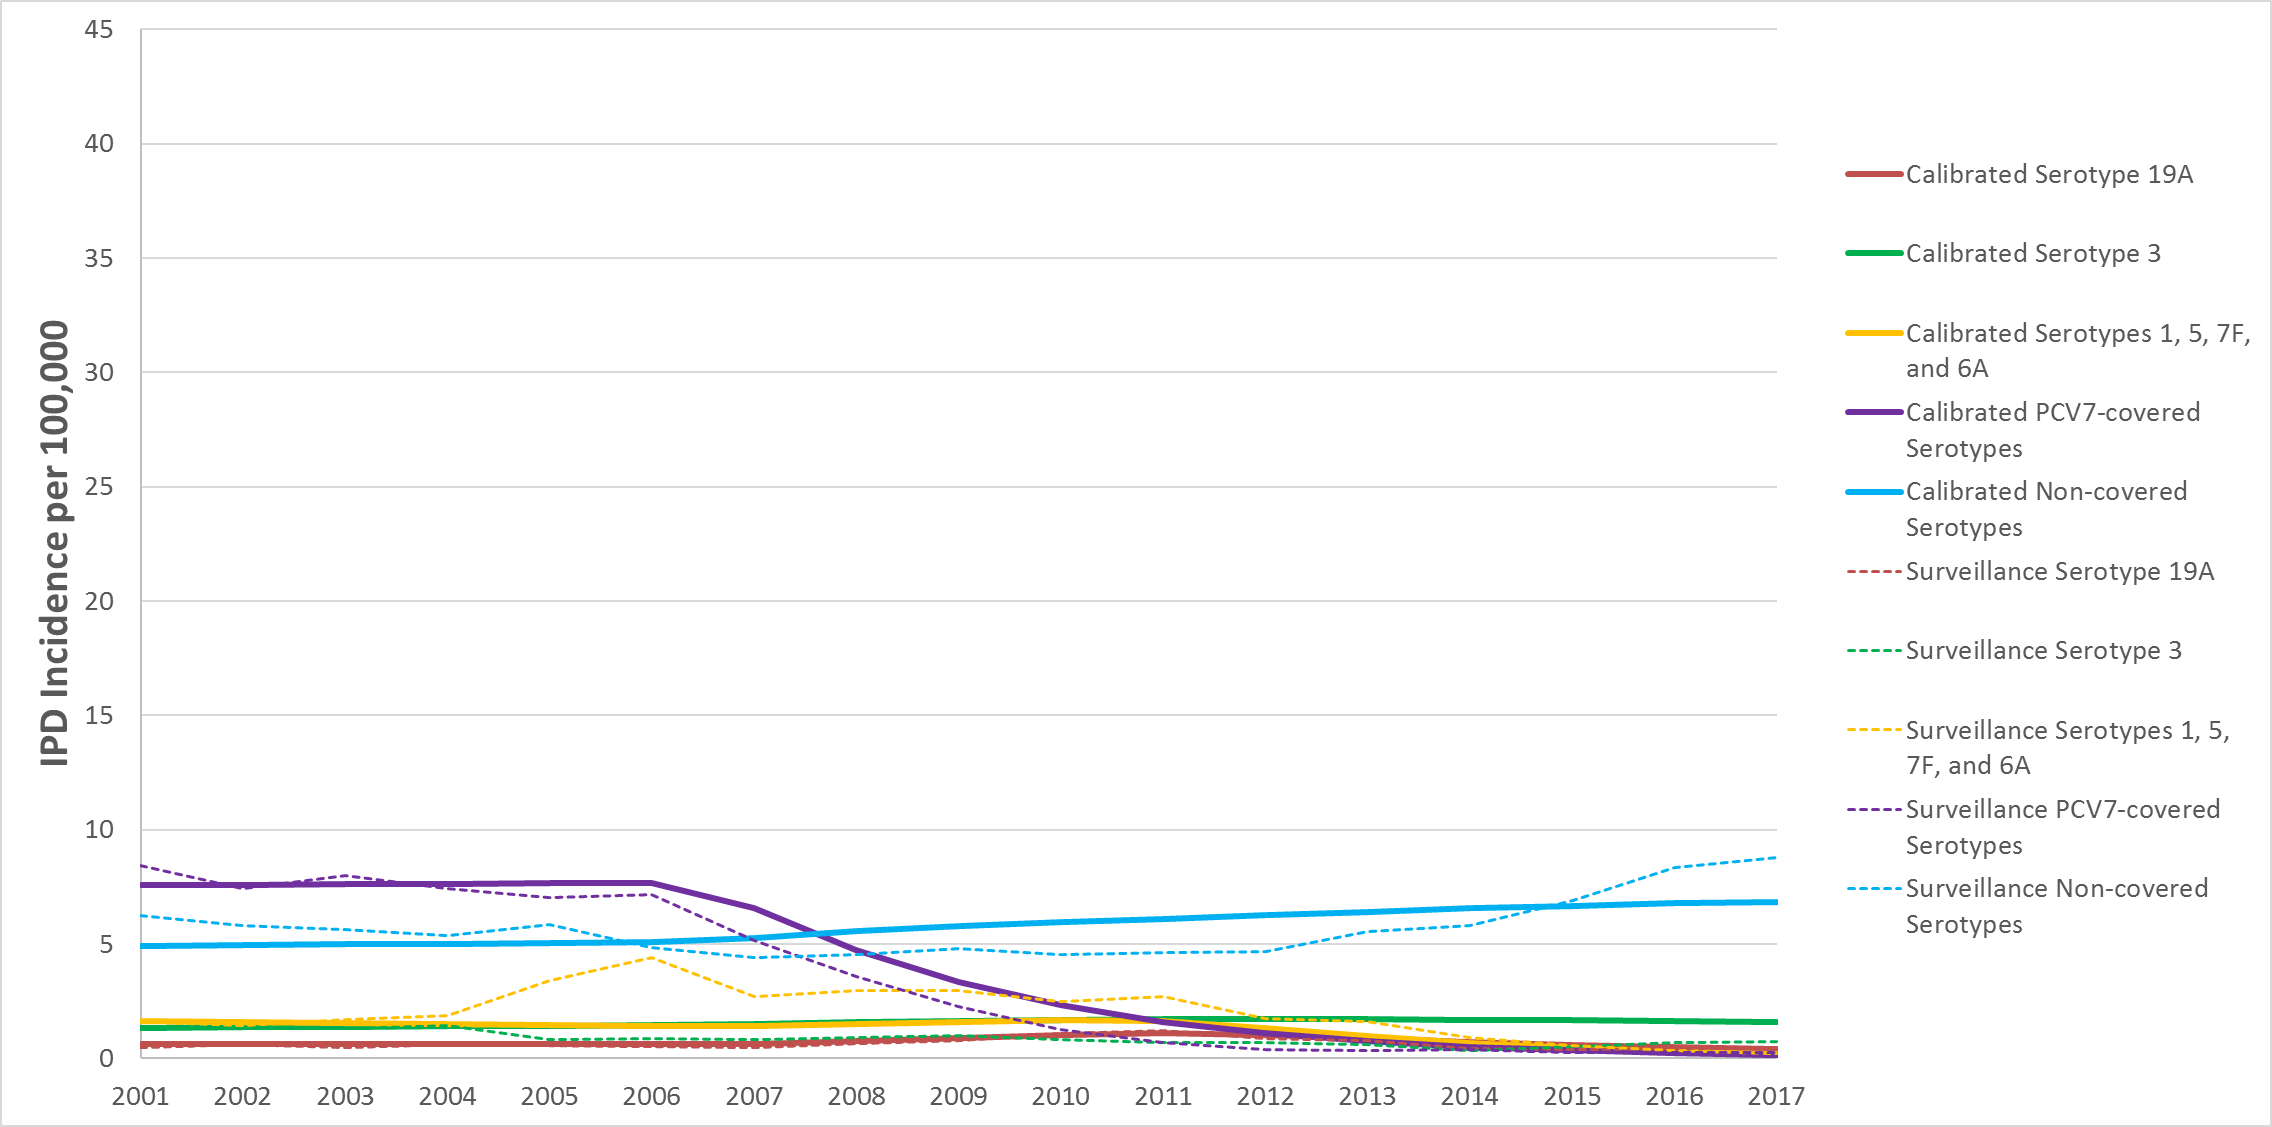 IPD Incidence per 100,000
45
40
35
30
25
20
15
10
5
0
2001 2002 2003 2004 2005 2006 2007 2008 2009 2010 2011 2012 2013 2014 2015 2016 2017
Calibrated Serotype 19A
Calibrated Serotype 3
Calibrated Serotypes 1, 5, 7F,
and 6A
Calibrated PCV7-covered
Serotypes
Calibrated Non-covered
Serotypes
Surveillance Serotype 19A
Surveillance Serotype 3
Surveillance Serotypes 1, 5,
7F, and 6A
Surveillance PCV7-covered
Serotypes
Surveillance Non-covered
Serotypes